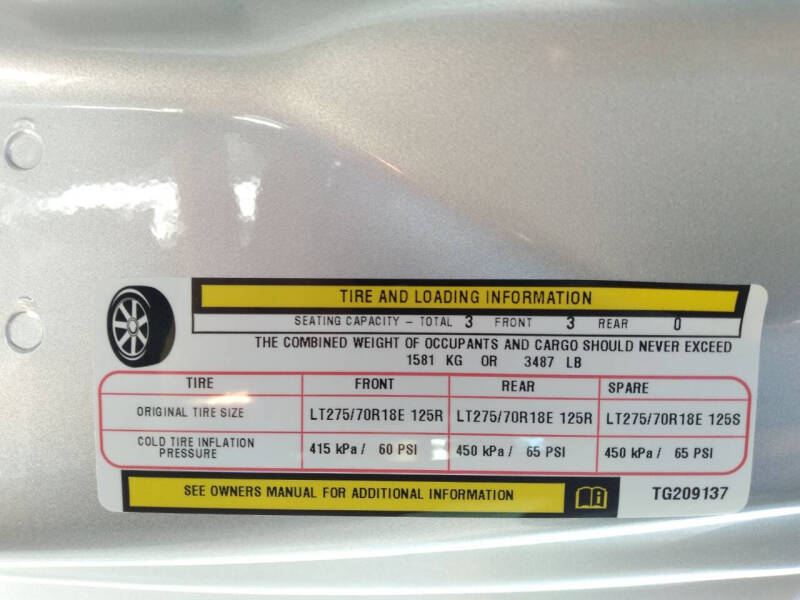 TIRE AND LOADING INFORMATION
SEATING CAPACITY – TOTAL 3 FRONT 3 REAR 0
THE COMBINED WEIGHT OF OCCUPANTS AND CARGO SHOULD NEVER EXCEED
1581 KG OR 3487 LB
TIRE FRONT REAR SPARE
ORIGINAL TIRE SIZE LT275/70R18E 125R LT275/70R18E 125R LT275/70R18E 125S
COLD TIRE INFLATION
PRESSURE 415 kPa / 60 PSI 450 kPa / 65 PSI 450 kPa / 65 PSI
SEE OWNERS MANUAL FOR ADDITIONAL INFORMATION TG209137